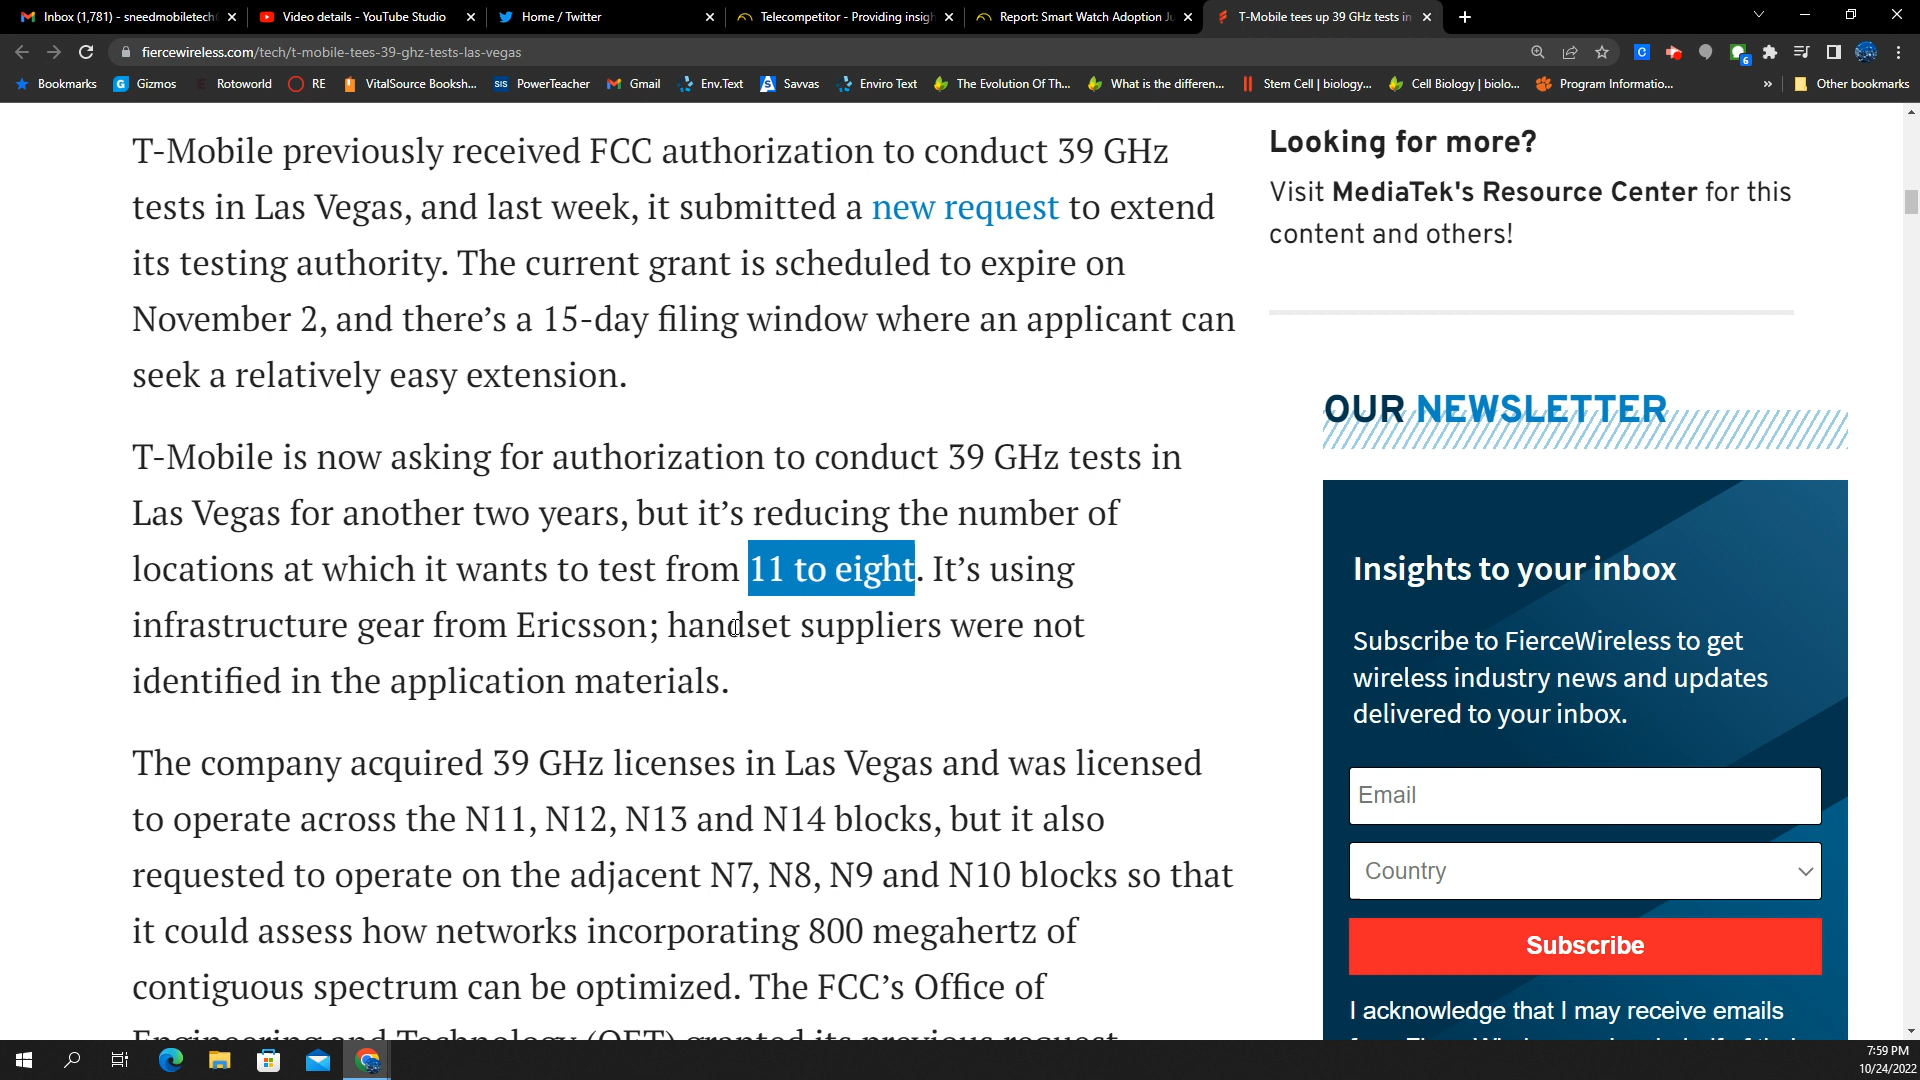 Inbox (1,781) - sneedmobiletech
Video details - YouTube Studio
Home / Twitter
Telecompetitor - Providing insigh
Report: Smart Watch Adoption Ju
T-Mobile tees up 39 GHz tests in
fiercewireless.com/tech/t-mobile-tees-39-ghz-tests-las-vegas
6
Bookmarks
Gizmos
Rotoworld
RE
VitalSource Booksh...
SIS PowerTeacher
Gmail
Env.Text
Savvas
Enviro Text
The Evolution Of Th...
What is the differen...
Stem Cell | biology...
Cell Biology | biolo...
Program Informatio...
»
Other bookmarks
T-Mobile previously received FCC authorization to conduct 39 GHz
tests in Las Vegas, and last week, it submitted a new request to extend
its testing authority. The current grant is scheduled to expire on
November 2, and there’s a 15-day filing window where an applicant can
seek a relatively easy extension.
T-Mobile is now asking for authorization to conduct 39 GHz tests in
Las Vegas for another two years, but it’s reducing the number of
locations at which it wants to test from 11 to eight. It’s using
infrastructure gear from Ericsson; handset suppliers were not
identified in the application materials.
The company acquired 39 GHz licenses in Las Vegas and was licensed
to operate across the N11, N12, N13 and N14 blocks, but it also
requested to operate on the adjacent N7, N8, N9 and N10 blocks so that
it could assess how networks incorporating 800 megahertz of
contiguous spectrum can be optimized. The FCC’s Office of
Engineering and Technology (OET) granted its previous request
Looking for more?
Visit MediaTek's Resource Center for this
content and others!
OUR NEWSLETTER
Insights to your inbox
Subscribe to FierceWireless to get
wireless industry news and updates
delivered to your inbox.
Email
Country
Subscribe
I acknowledge that I may receive emails
7:59 PM
10/24/2022